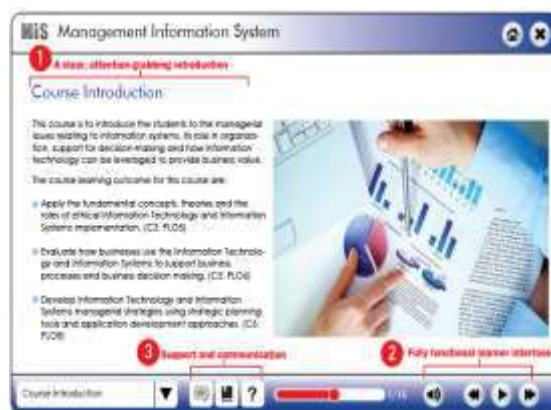 MIS Management Information System
1 A clear, attention-grabbing introduction
Course Introduction
This course is to introduce the students to the managerial
issues relating to information systems, its role in organiza-
tion, support for decision-making and how information
technology can be leveraged to provide business value.
The course learning outcome for this course are:
Apply the fundamental concepts, theories and the
roles of ethical Information Technology and Information
Systems implementation. (C3, PLO5)
Evaluate how businesses use the Information Technolo-
gy and Information Systems to support business
processes and business decision making. (C5, PLO6)
Develop Information Technology and Information
Systems managerial strategies using strategic planning
tools and application development approaches. (C6,
PLO8)
3 Support and communication
2 Fully functional learner interface
Course Introduction
?